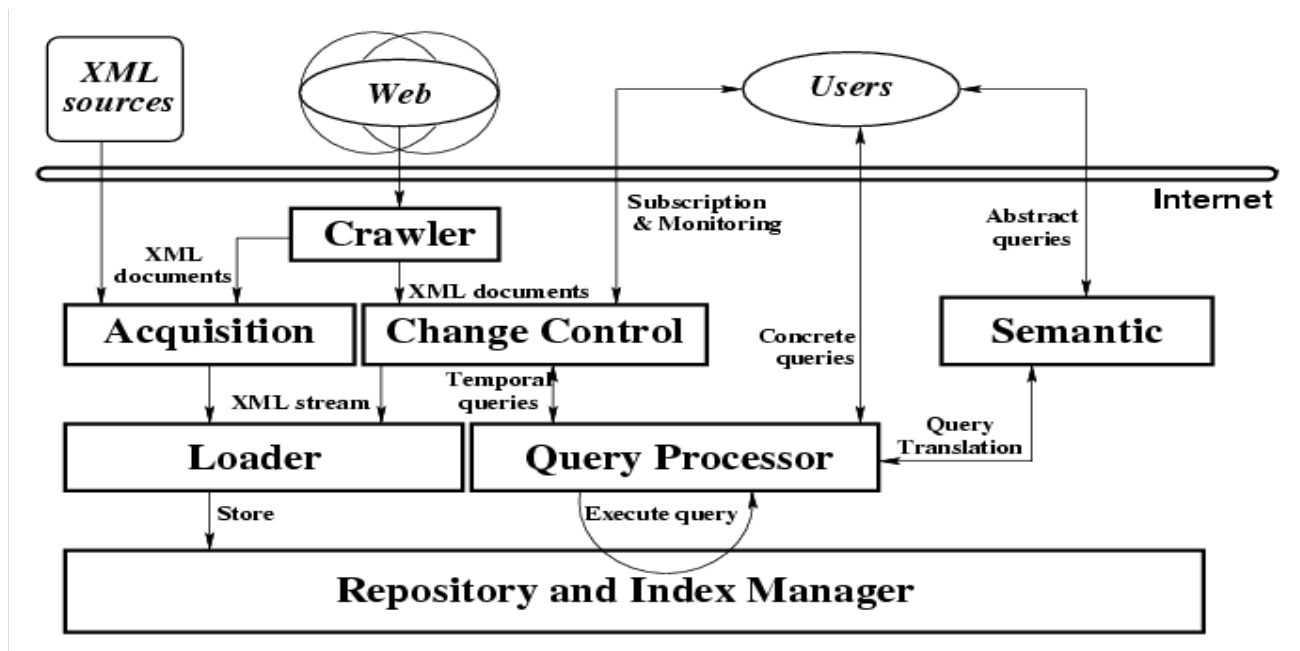 XML
sources
Web
Users
Internet
Subscription
& Monitoring
Abstract
queries
Crawler
XML
documents
XML documents
Acquisition
Change Control
Concrete
queries
Semantic
Temporal
queries
XML stream
Query
Translation
Loader
Query Processor
Store
Execute query
Repository and Index Manager